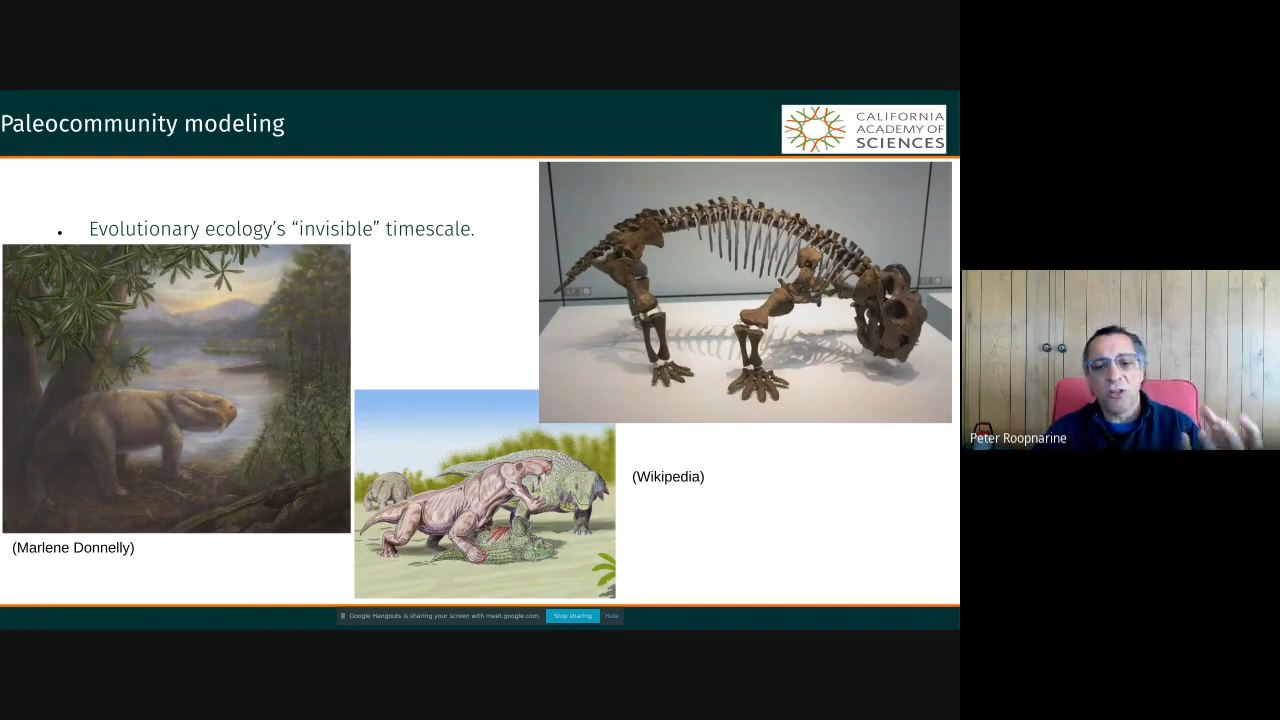 Paleocommunity modeling
CALIFORNIA
ACADEMY OF
SCIENCES
• Evolutionary ecology’s “invisible” timescale.
(Wikipedia)
(Marlene Donnelly)
Google Hangouts is sharing your screen with meet.google.com. Stop sharing Hide
Peter Roopnarine